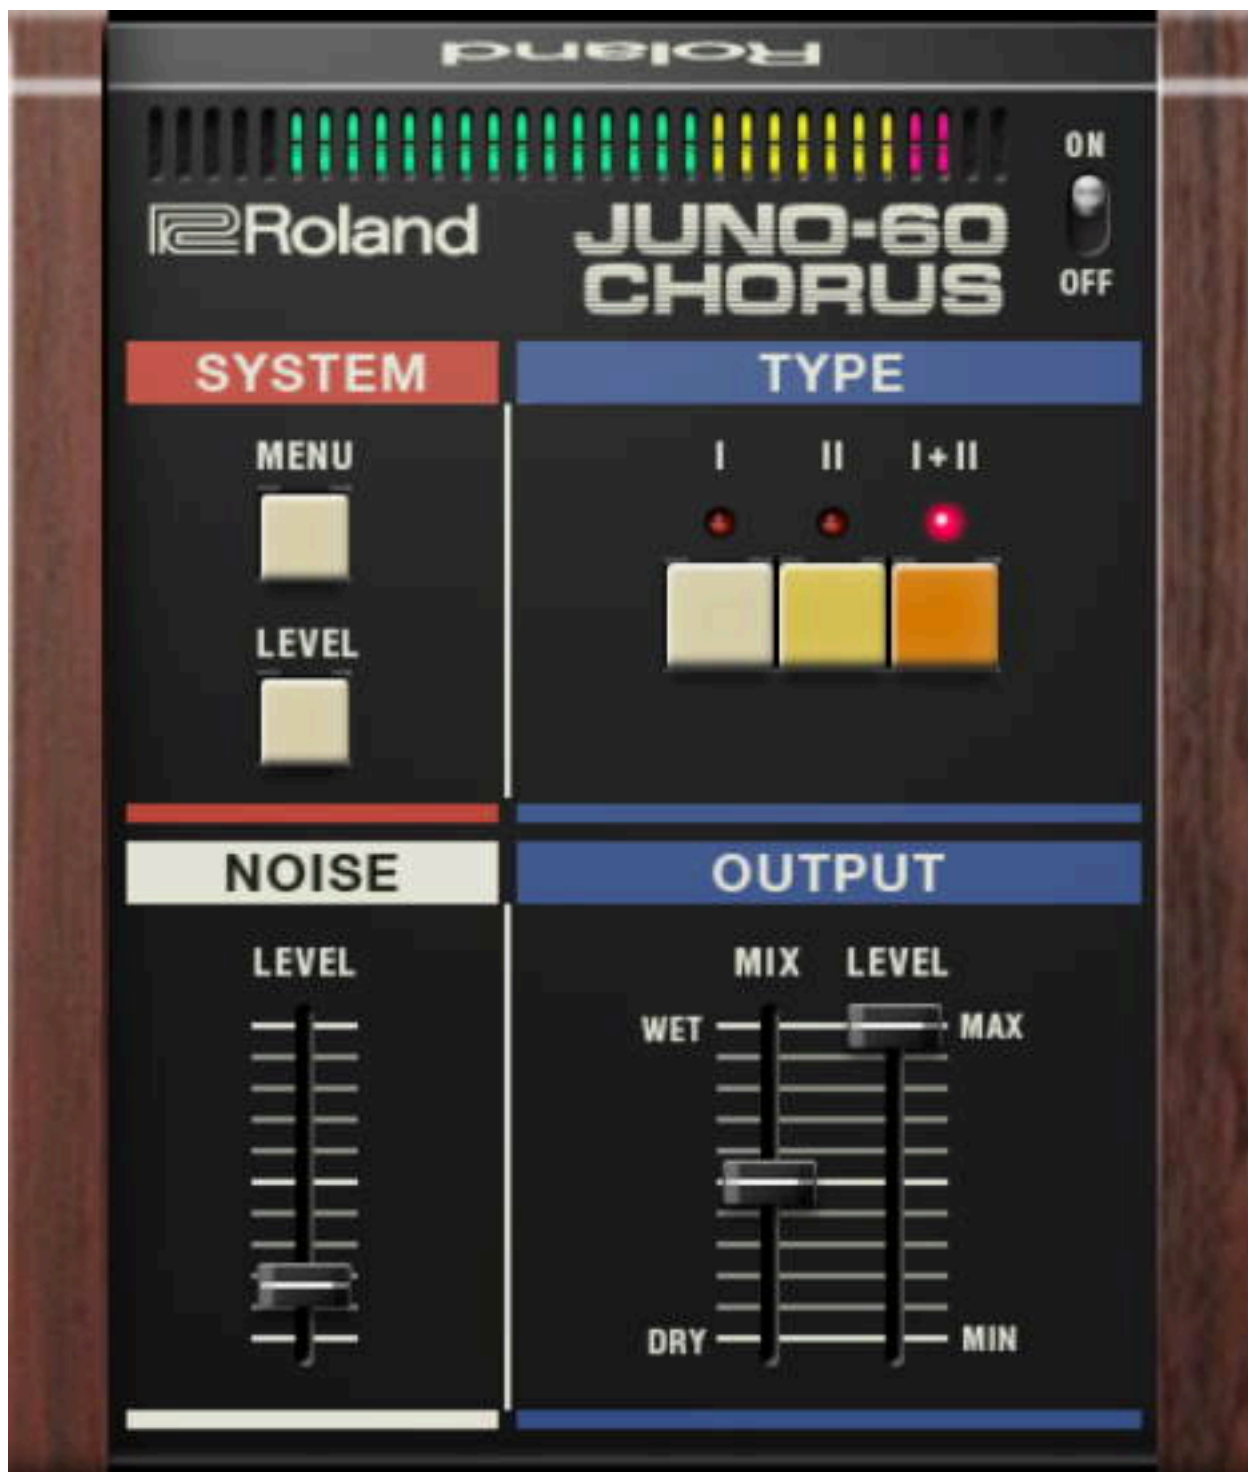 Roland
ON
Roland
JUNO-60
CHORUS
OFF
SYSTEM
TYPE
MENU
I II I+II
LEVEL
NOISE
OUTPUT
LEVEL
MIX LEVEL
WET MAX
DRY MIN